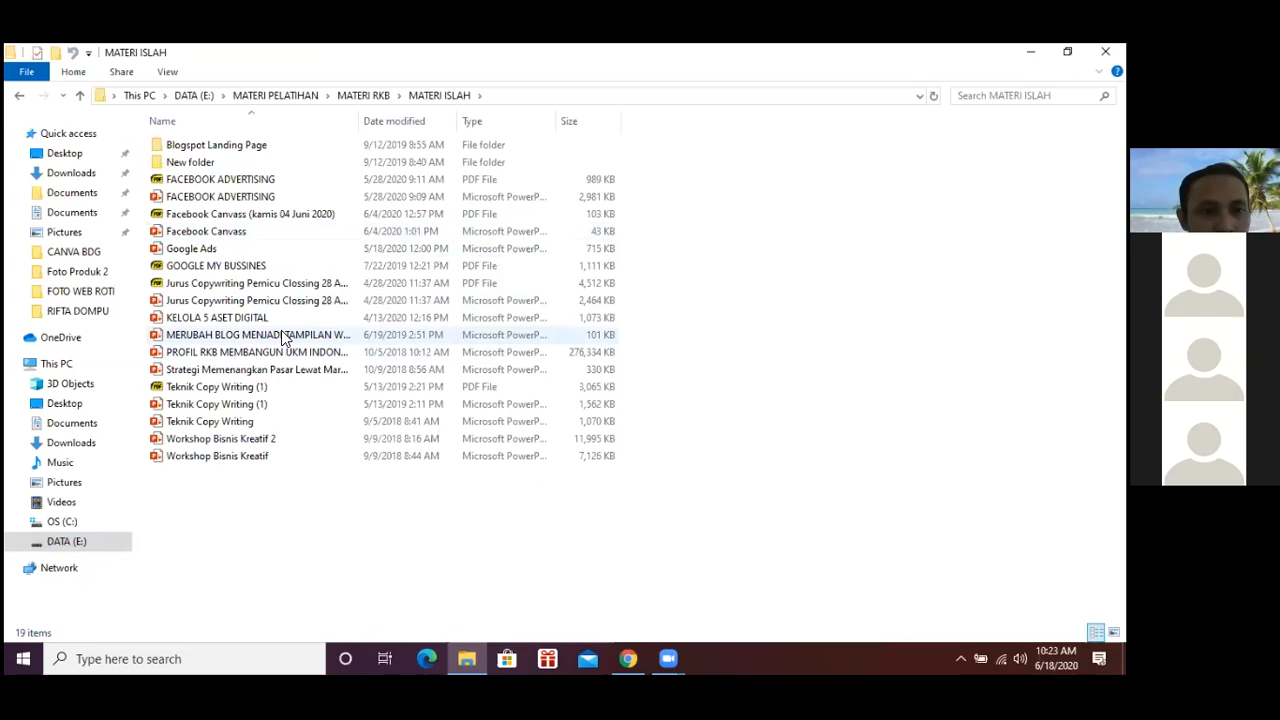 MATERI ISLAH
File Home Share View
This PC > DATA (E:) > MATERI PELATIHAN > MATERI RKB > MATERI ISLAH >
Search MATERI ISLAH
Name Date modified Type Size
Blogspot Landing Page 9/12/2019 8:55 AM File folder
New folder 9/12/2019 8:40 AM File folder
FACEBOOK ADVERTISING 5/28/2020 9:11 AM PDF File 989 KB
FACEBOOK ADVERTISING 5/28/2020 9:09 AM Microsoft PowerP... 2,981 KB
Facebook Canvass (kamis 04 Juni 2020) 6/4/2020 12:57 PM PDF File 103 KB
Facebook Canvass 6/4/2020 1:01 PM Microsoft PowerP... 43 KB
Google Ads 5/18/2020 12:00 PM Microsoft PowerP... 715 KB
GOOGLE MY BUSSINES 7/22/2019 12:21 PM PDF File 1,111 KB
Jurus Copywriting Pemicu Clossing 28 A... 4/28/2020 11:37 AM PDF File 4,512 KB
Jurus Copywriting Pemicu Clossing 28 A... 4/28/2020 11:37 AM Microsoft PowerP... 2,464 KB
KELOLA 5 ASET DIGITAL 4/13/2020 12:16 PM Microsoft PowerP... 1,073 KB
MERUBAH BLOG MENJADI TAMPILAN W... 6/19/2019 2:51 PM Microsoft PowerP... 101 KB
PROFIL RKB MEMBANGUN UKM INDON... 10/5/2018 10:12 AM Microsoft PowerP... 276,334 KB
Strategi Memenangkan Pasar Lewat Mar... 10/9/2018 8:56 AM Microsoft PowerP... 330 KB
Teknik Copy Writing (1) 5/13/2019 2:21 PM PDF File 3,065 KB
Teknik Copy Writing (1) 5/13/2019 2:11 PM Microsoft PowerP... 1,562 KB
Teknik Copy Writing 9/5/2018 8:41 AM Microsoft PowerP... 1,070 KB
Workshop Bisnis Kreatif 2 9/9/2018 8:16 AM Microsoft PowerP... 11,995 KB
Workshop Bisnis Kreatif 9/9/2018 8:44 AM Microsoft PowerP... 7,126 KB
Quick access
Desktop
Downloads
Documents
Documents
Pictures
CANVA BDG
Foto Produk 2
FOTO WEB ROTI
RIFTA DOMPU
OneDrive
This PC
3D Objects
Desktop
Documents
Downloads
Music
Pictures
Videos
OS (C:)
DATA (E:)
Network
19 items
Type here to search
10:23 AM
6/18/2020